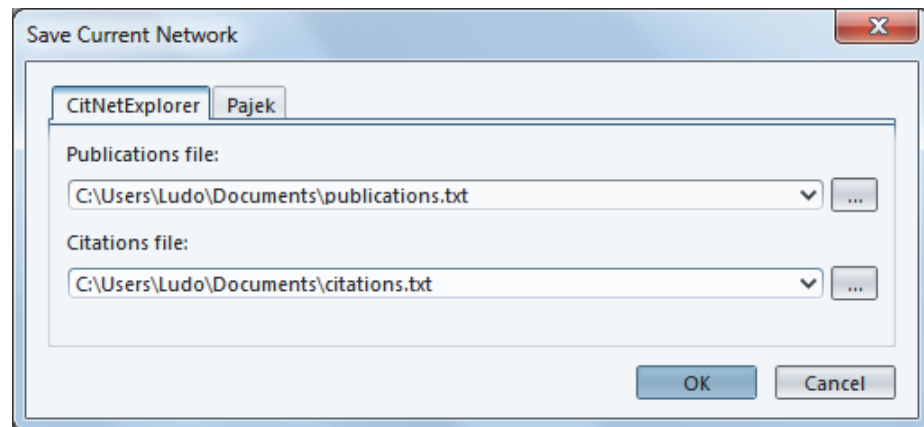 Save Current Network
CitNetExplorer Pajek
Publications file:
C:\Users\Ludo\Documents\publications.txt ...
Citations file:
C:\Users\Ludo\Documents\citations.txt ...
OK Cancel